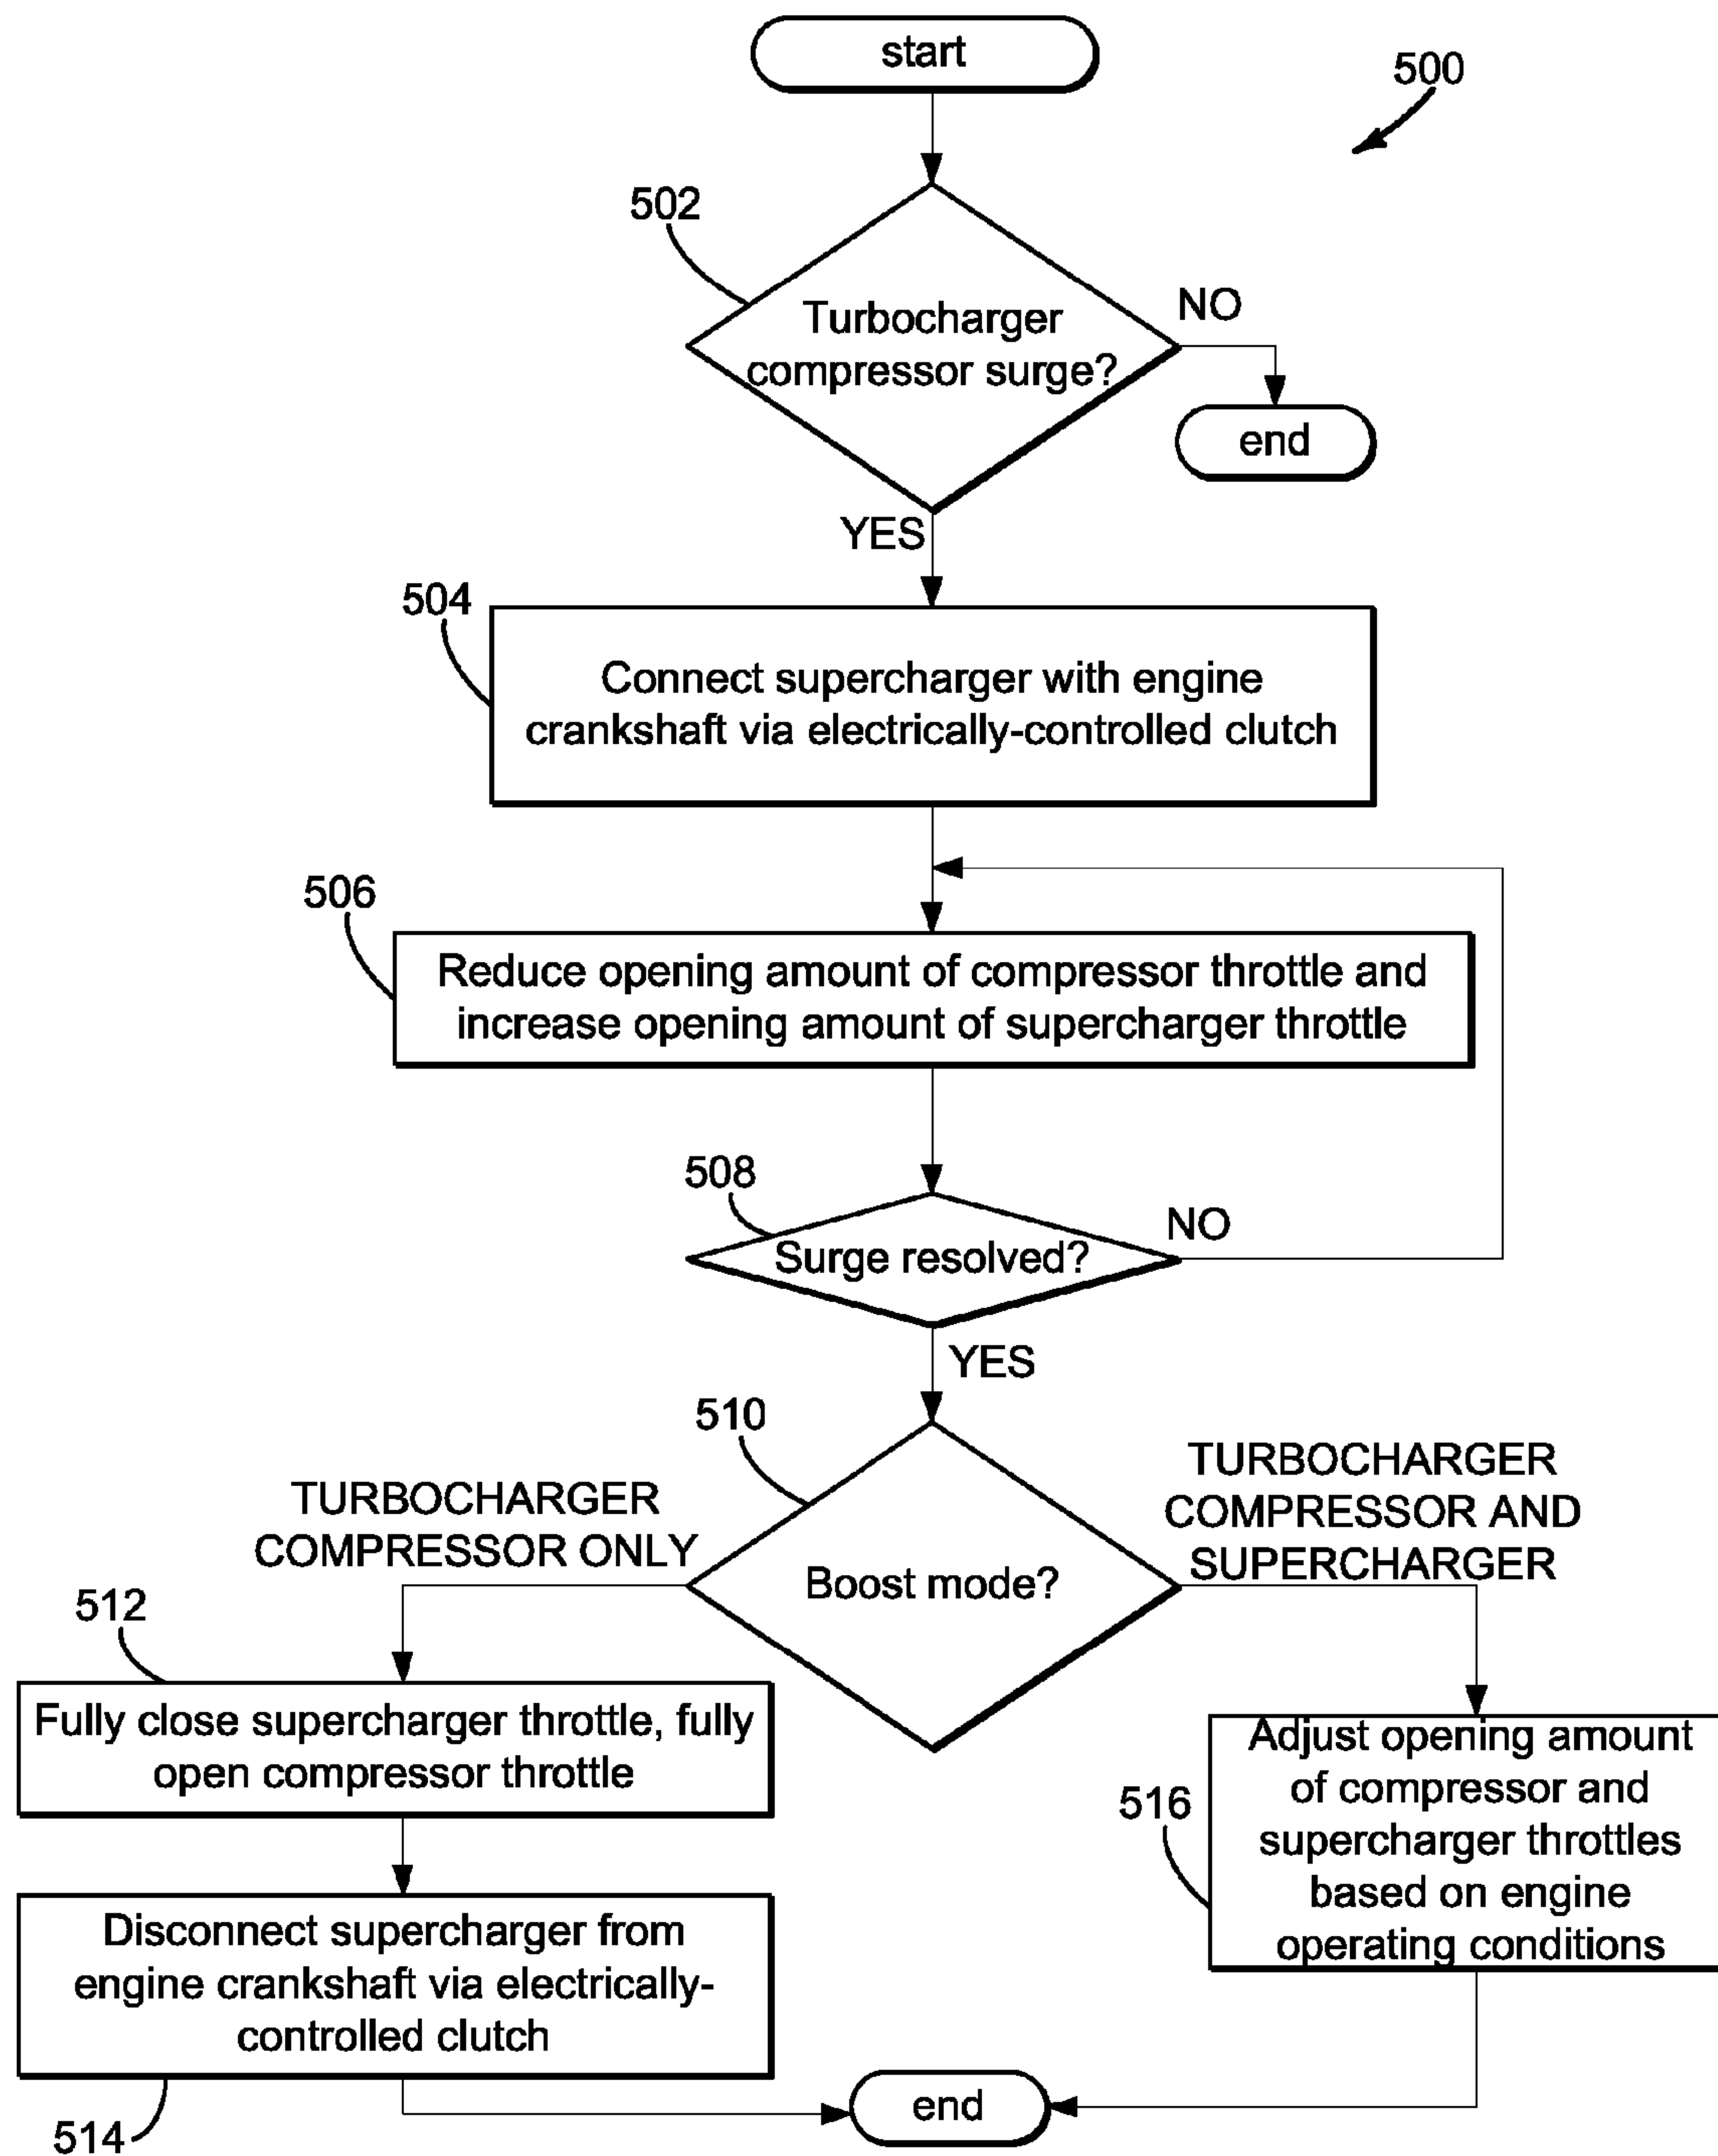 start
500
502
Turbocharger
compressor surge?
NO
end
YES
504
Connect supercharger with engine
crankshaft via electrically-controlled clutch
506
Reduce opening amount of compressor throttle and
increase opening amount of supercharger throttle
508
Surge resolved?
NO
YES
510
Boost mode?
TURBOCHARGER
COMPRESSOR ONLY
TURBOCHARGER
COMPRESSOR AND
SUPERCHARGER
512
Fully close supercharger throttle, fully
open compressor throttle
516
Adjust opening amount
of compressor and
supercharger throttles
based on engine
operating conditions
Disconnect supercharger from
engine crankshaft via electrically-
controlled clutch
514
end